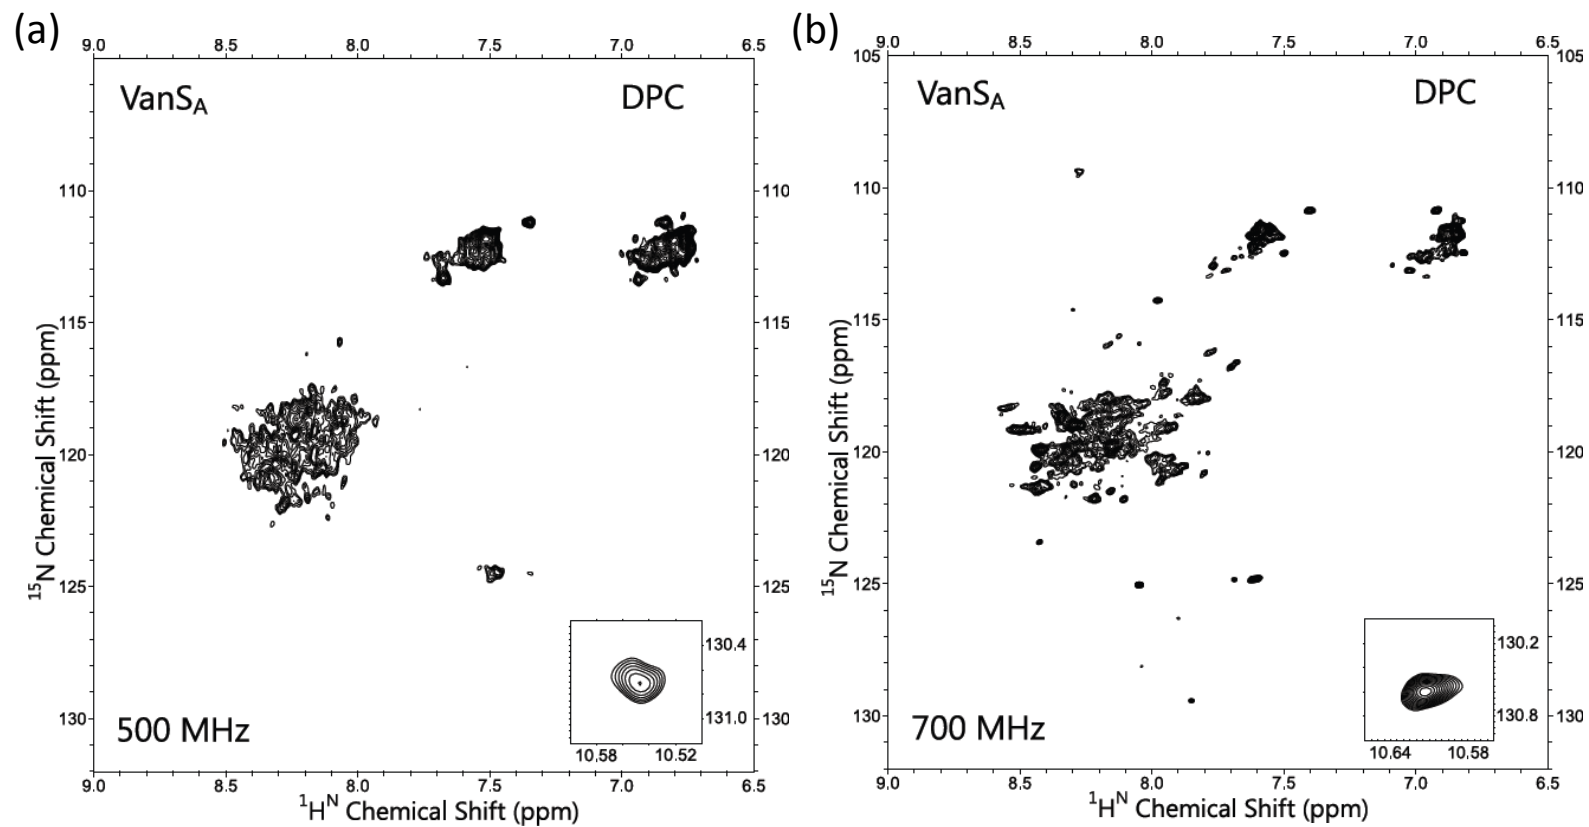 (a)
9.0 8.5 8.0 7.5 7.0 6.5
VanS_A DPC
110 110
115 115
120 120
125 125
130 130
¹⁵N Chemical Shift (ppm)
130.4
131.0
10.58 10.52
500 MHz
9.0 8.5 8.0 7.5 7.0 6.5
¹H^N Chemical Shift (ppm)
(b)
9.0 8.5 8.0 7.5 7.0 6.5
105 105
VanS_A DPC
110 110
115 115
120 120
125 125
130 130
¹⁵N Chemical Shift (ppm)
130.2
130.8
10.64 10.58
700 MHz
9.0 8.5 8.0 7.5 7.0 6.5
¹H^N Chemical Shift (ppm)